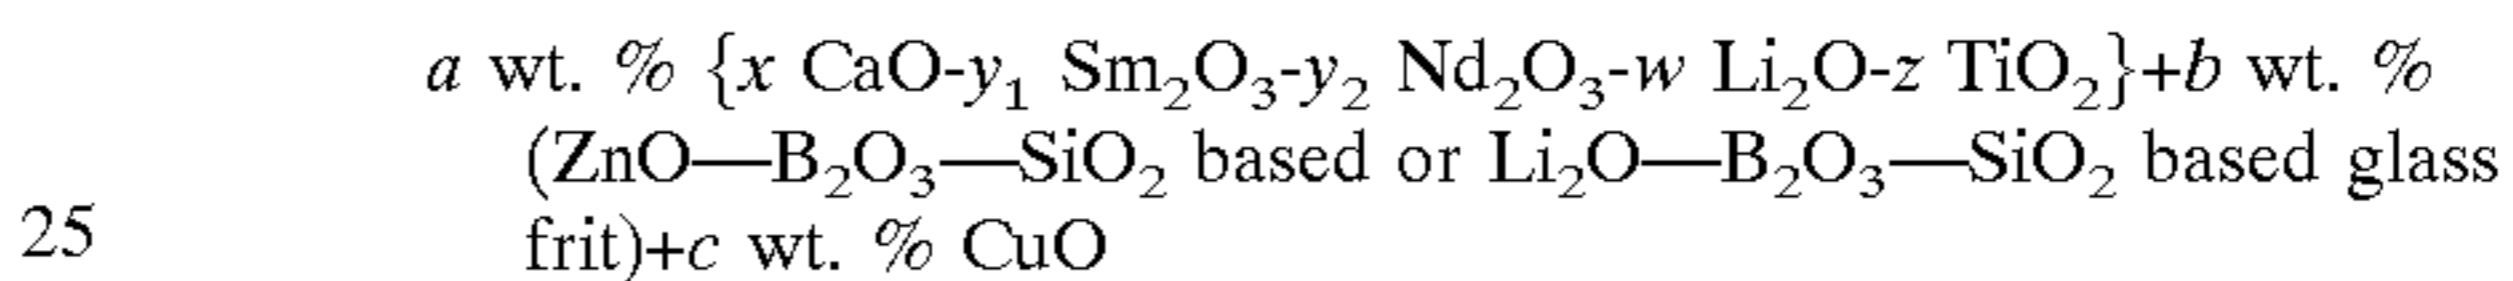 a wt. % {x CaO-y₁ Sm₂O₃-y₂ Nd₂O₃-w Li₂O-z TiO₂}+b wt. %
(ZnO—B₂O₃—SiO₂ based or Li₂O—B₂O₃—SiO₂ based glass
25 frit)+c wt. % CuO